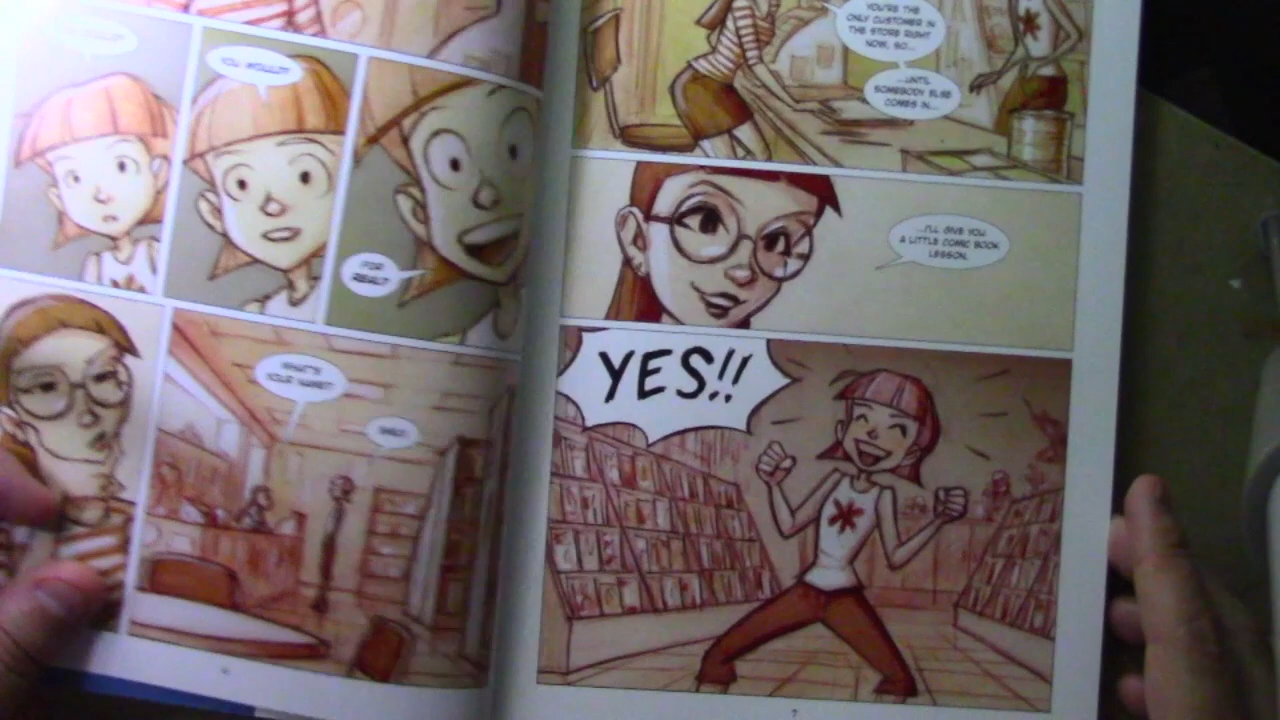 YOU WOULD?
FOR
REAL?
WHAT'S
YOUR NAME?
YOU'RE THE
ONLY CUSTOMER IN
THE STORE RIGHT
NOW, SO...
...UNTIL
SOMEBODY ELSE
COMES IN...
...I'LL GIVE YOU
A LITTLE COMIC BOOK
LESSON.
YES!!
7